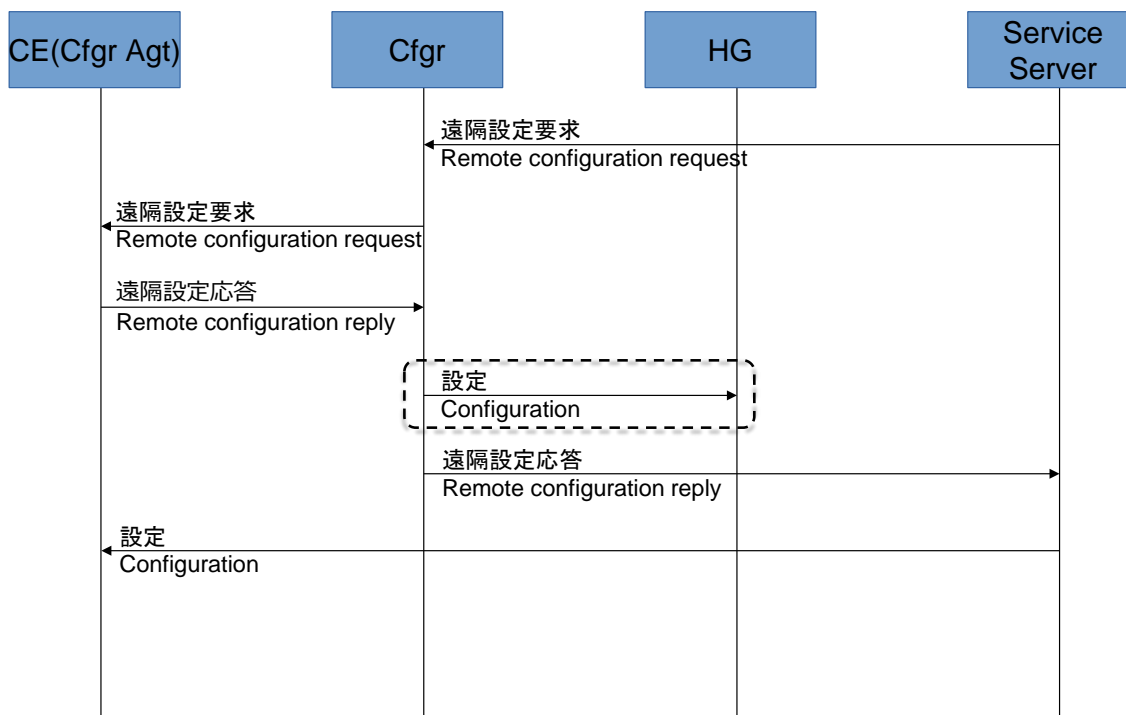 CE(Cfgr Agt)
Cfgr
HG
Service
Server
遠隔設定要求
Remote configuration request
遠隔設定要求
Remote configuration request
遠隔設定応答
Remote configuration reply
設定
Configuration
遠隔設定応答
Remote configuration reply
設定
Configuration